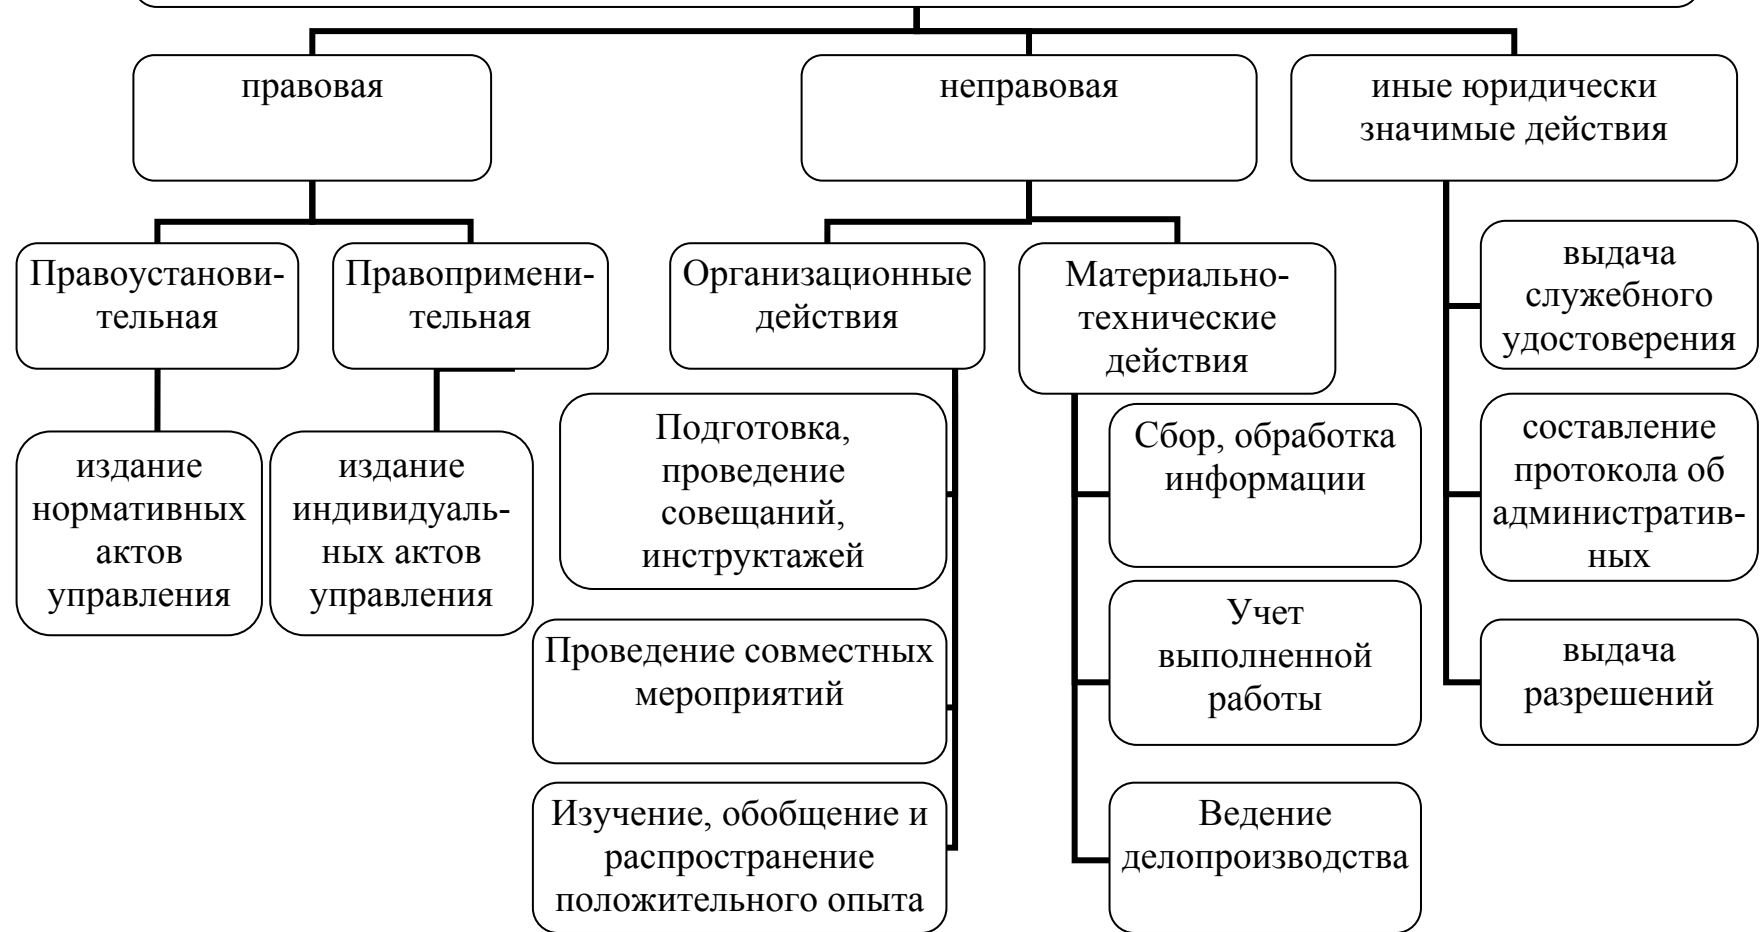 правовая
неправовая
иные юридически
значимые действия
Правоустанови-
тельная
Правоприме­ни-
тельная
Организационные
действия
Материально-
технические
действия
выдача
служебного
удостоверения
издание
нормативных
актов
управления
издание
индивидуаль-
ных актов
управления
Подготовка,
проведение
совещаний,
инструктажей
Сбор, обработка
информации
составление
протокола об
административ-
ных
Проведение совместных
мероприятий
Учет
выполненной
работы
выдача
разрешений
Изучение, обобщение и
распространение
положительного опыта
Ведение
делопроизводства